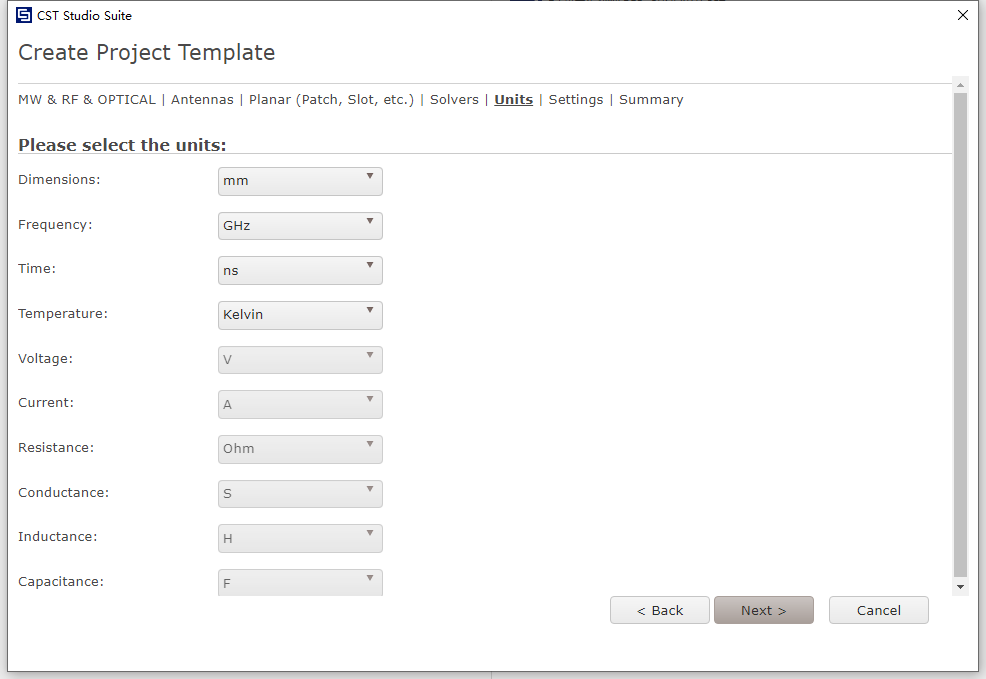 CST Studio Suite
Create Project Template
MW & RF & OPTICAL | Antennas | Planar (Patch, Slot, etc.) | Solvers | Units | Settings | Summary
Please select the units:
Dimensions: mm
Frequency: GHz
Time: ns
Temperature: Kelvin
Voltage: V
Current: A
Resistance: Ohm
Conductance: S
Inductance: H
Capacitance: F
< Back Next > Cancel